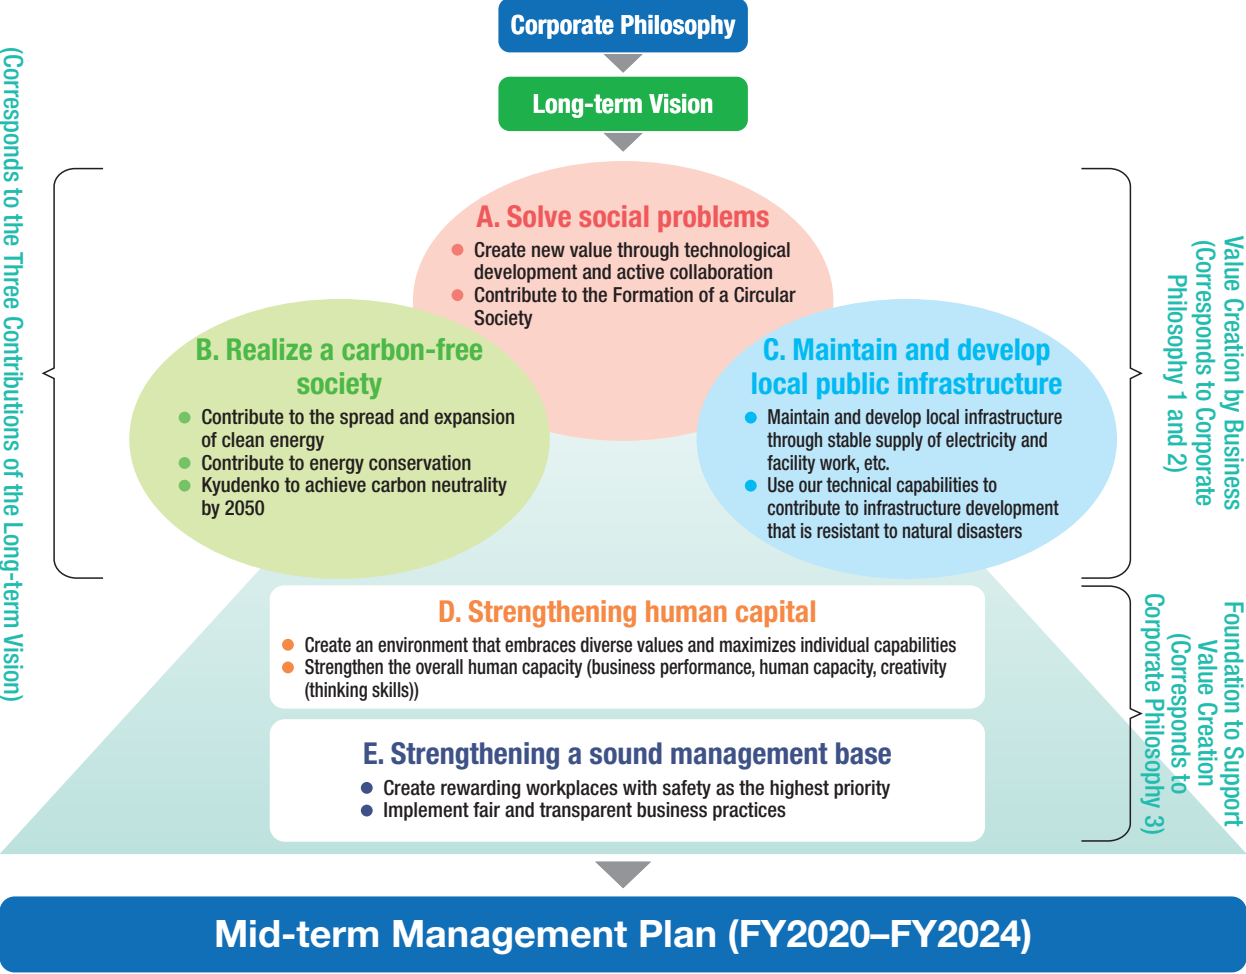 Corporate Philosophy
Long-term Vision
(Corresponds to the Three Contributions of the Long-term Vision)
A. Solve social problems
● Create new value through technological
development and active collaboration
● Contribute to the Formation of a Circular
Society
B. Realize a carbon-free
society
● Contribute to the spread and expansion
of clean energy
● Contribute to energy conservation
● Kyudenko to achieve carbon neutrality
by 2050
C. Maintain and develop
local public infrastructure
● Maintain and develop local infrastructure
through stable supply of electricity and
facility work, etc.
● Use our technical capabilities to
contribute to infrastructure development
that is resistant to natural disasters
Value Creation by Business
(Corresponds to Corporate
Philosophy 1 and 2)
D. Strengthening human capital
● Create an environment that embraces diverse values and maximizes individual capabilities
● Strengthen the overall human capacity (business performance, human capacity, creativity
(thinking skills))
E. Strengthening a sound management base
● Create rewarding workplaces with safety as the highest priority
● Implement fair and transparent business practices
Foundation to Support
Value Creation
(Corresponds to
Corporate Philosophy 3)
Mid-term Management Plan (FY2020–FY2024)